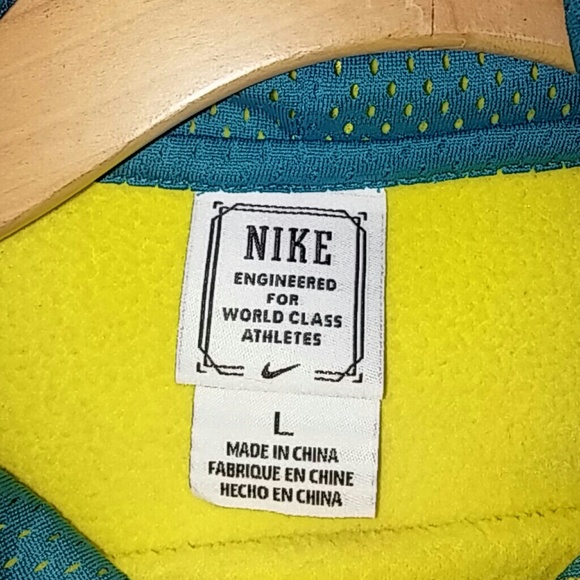 NIKE
ENGINEERED
FOR
WORLD CLASS
ATHLETES
L
MADE IN CHINA
FABRIQUE EN CHINE
HECHO EN CHINA